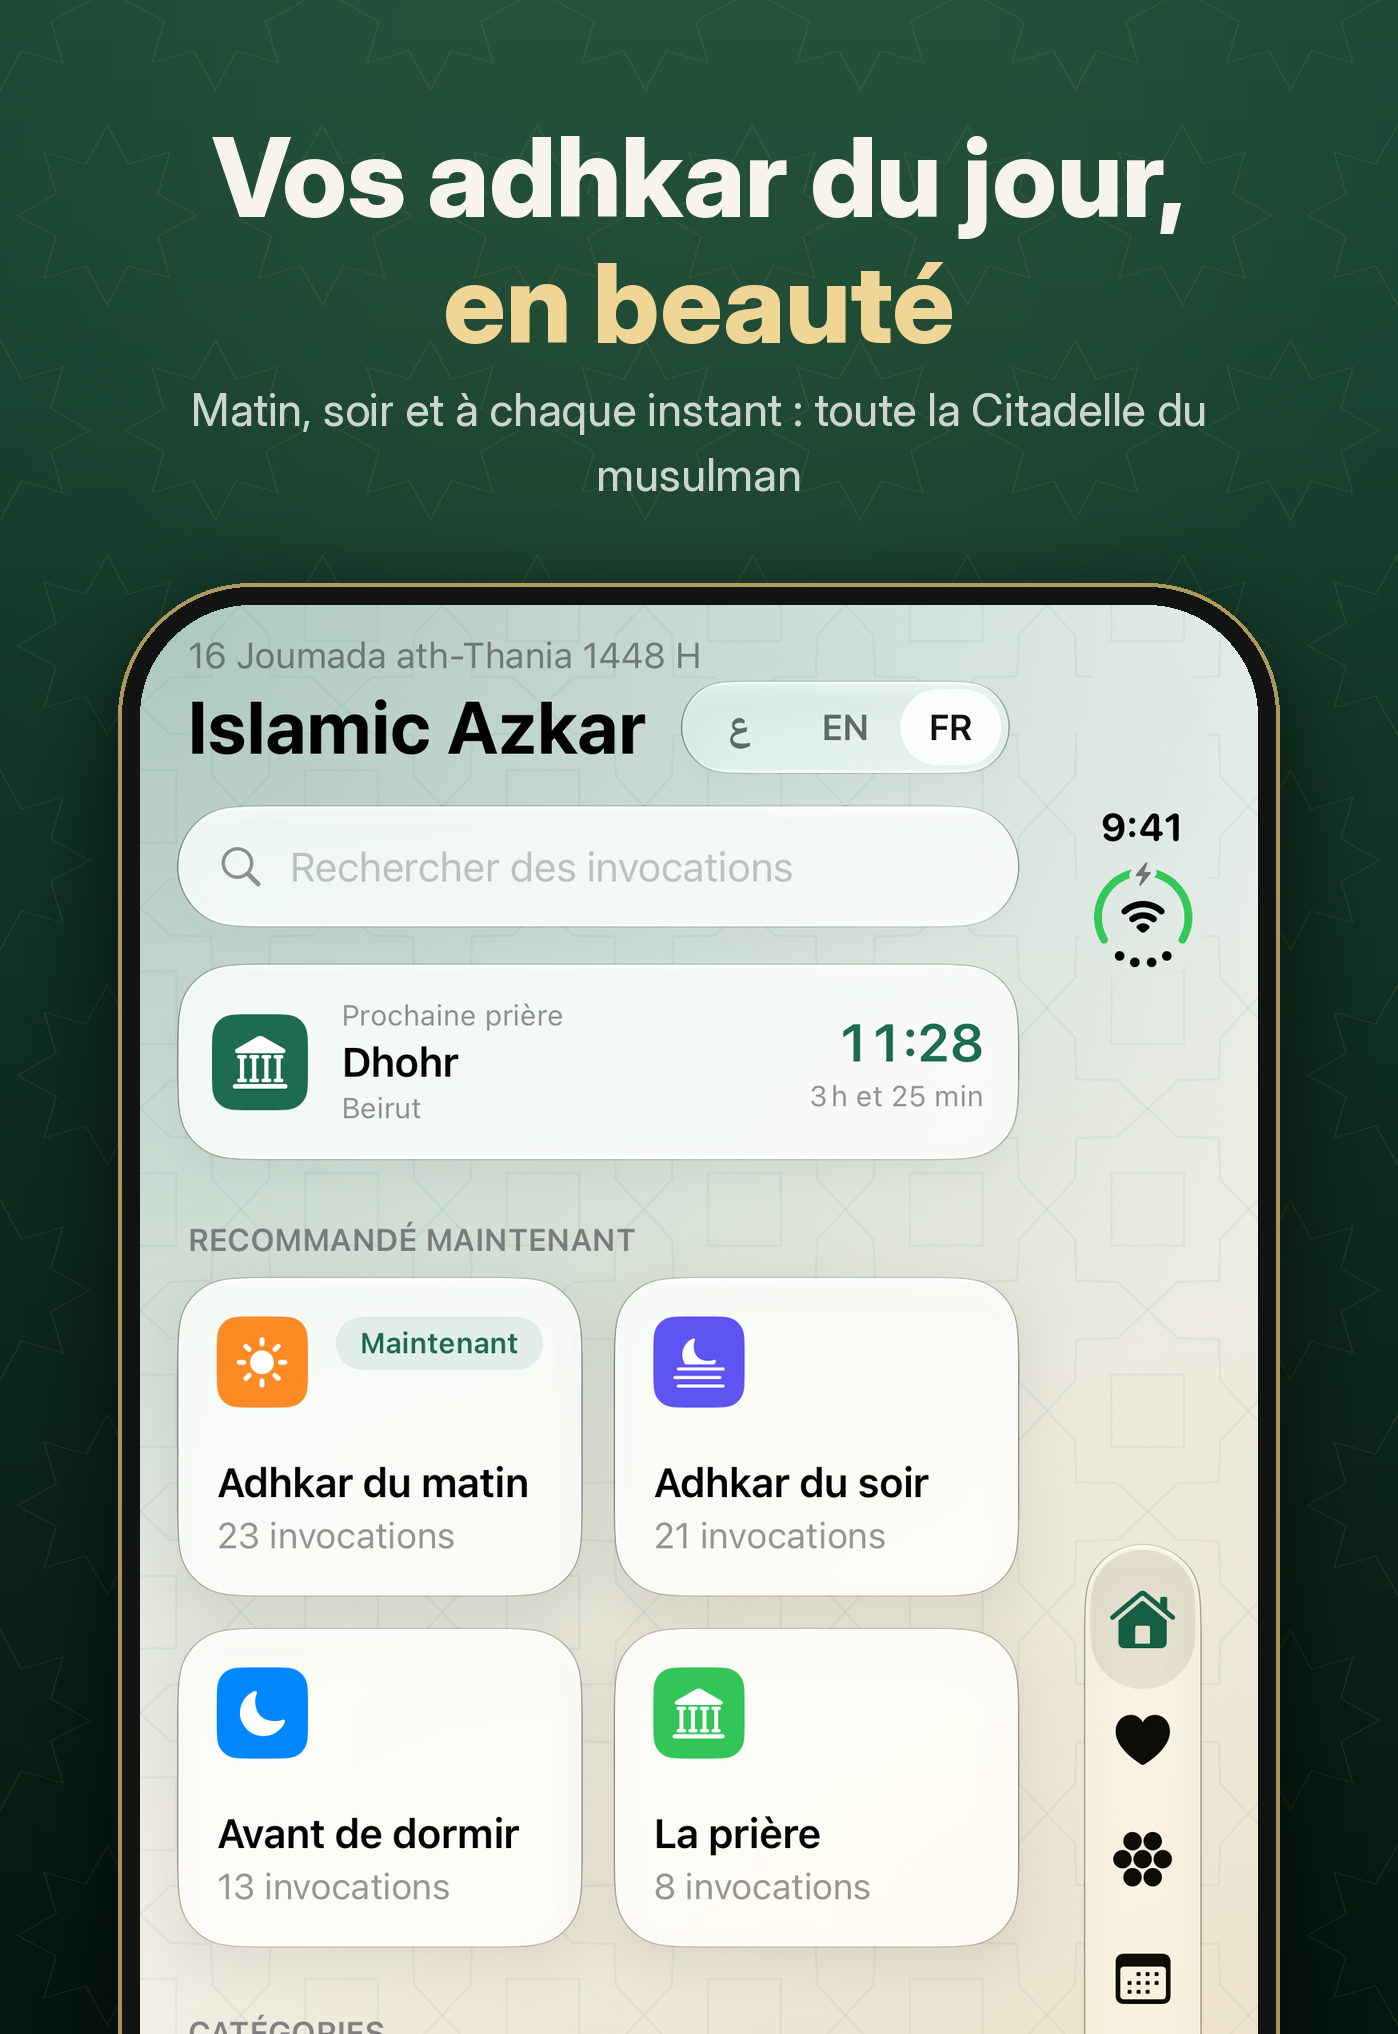 Vos adhkar du jour,
en beauté
Matin, soir et à chaque instant : toute la Citadelle du
musulman
16 Joumada ath-Thania 1448 H
Islamic Azkar
ع EN FR
Rechercher des invocations
9:41
Prochaine prière
Dhohr
Beirut
11:28
3 h et 25 min
RECOMMANDÉ MAINTENANT
Maintenant
Adhkar du matin
23 invocations
Adhkar du soir
21 invocations
Avant de dormir
13 invocations
La prière
8 invocations
CATÉGORIES